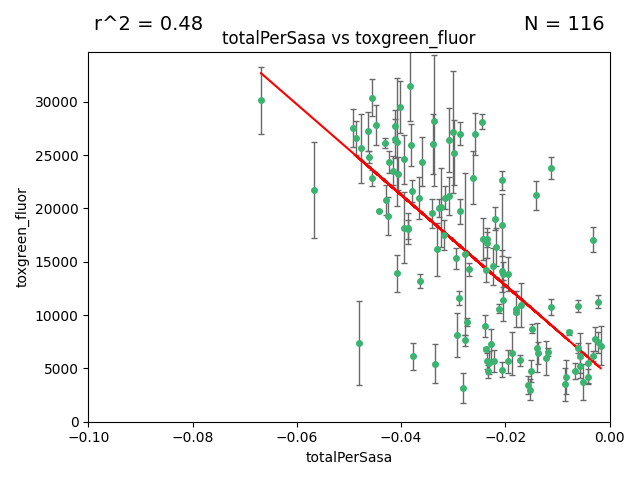 r^2 = 0.48
N = 116
totalPerSasa vs toxgreen_fluor
30000
25000
20000
15000
10000
5000
0
toxgreen_fluor
−0.10
−0.08
−0.06
−0.04
−0.02
0.00
totalPerSasa